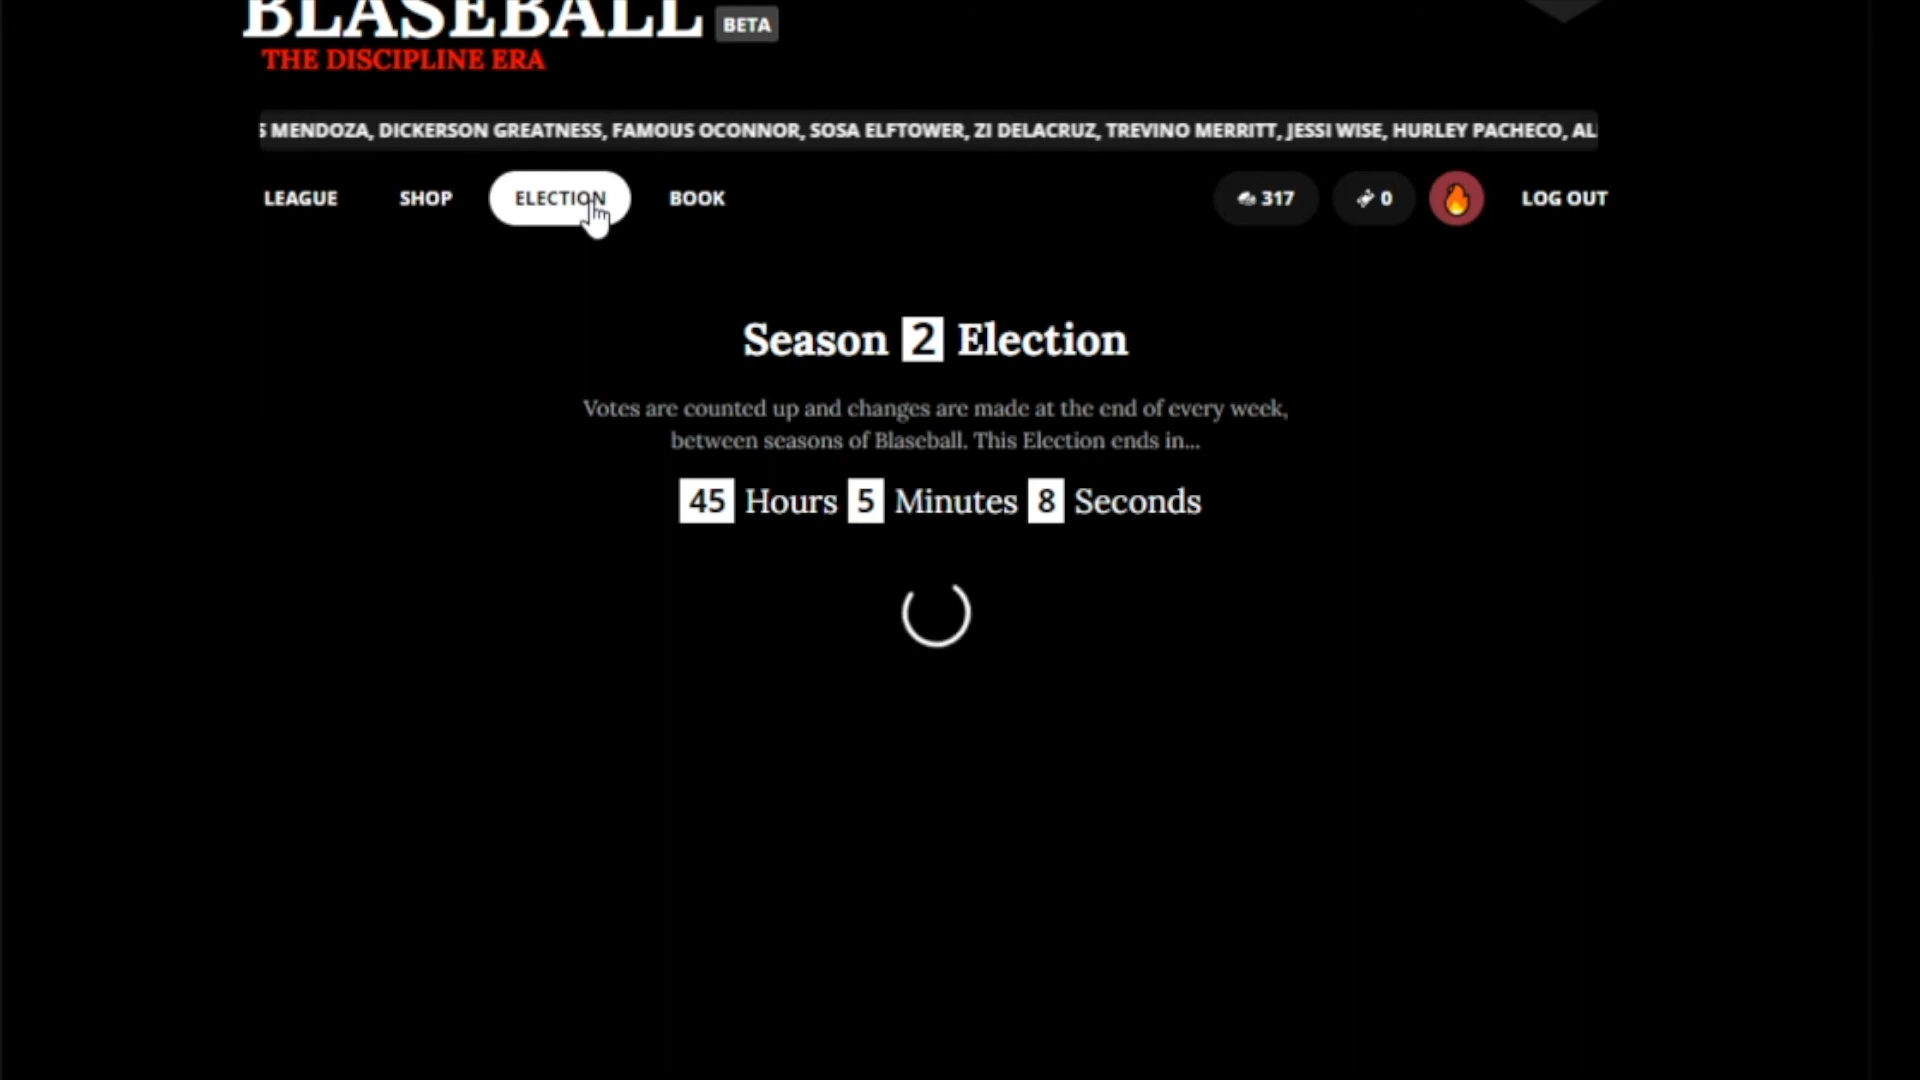 BLASEBALL BETA
THE DISCIPLINE ERA
S MENDOZA, DICKERSON GREATNESS, FAMOUS OCONNOR, SOSA ELFTOWER, ZI DELACRUZ, TREVINO MERRITT, JESSI WISE, HURLEY PACHECO, AL
LEAGUE SHOP ELECTION BOOK 317 0 LOG OUT
Season 2 Election
Votes are counted up and changes are made at the end of every week,
between seasons of Blaseball. This Election ends in...
45 Hours 5 Minutes 8 Seconds